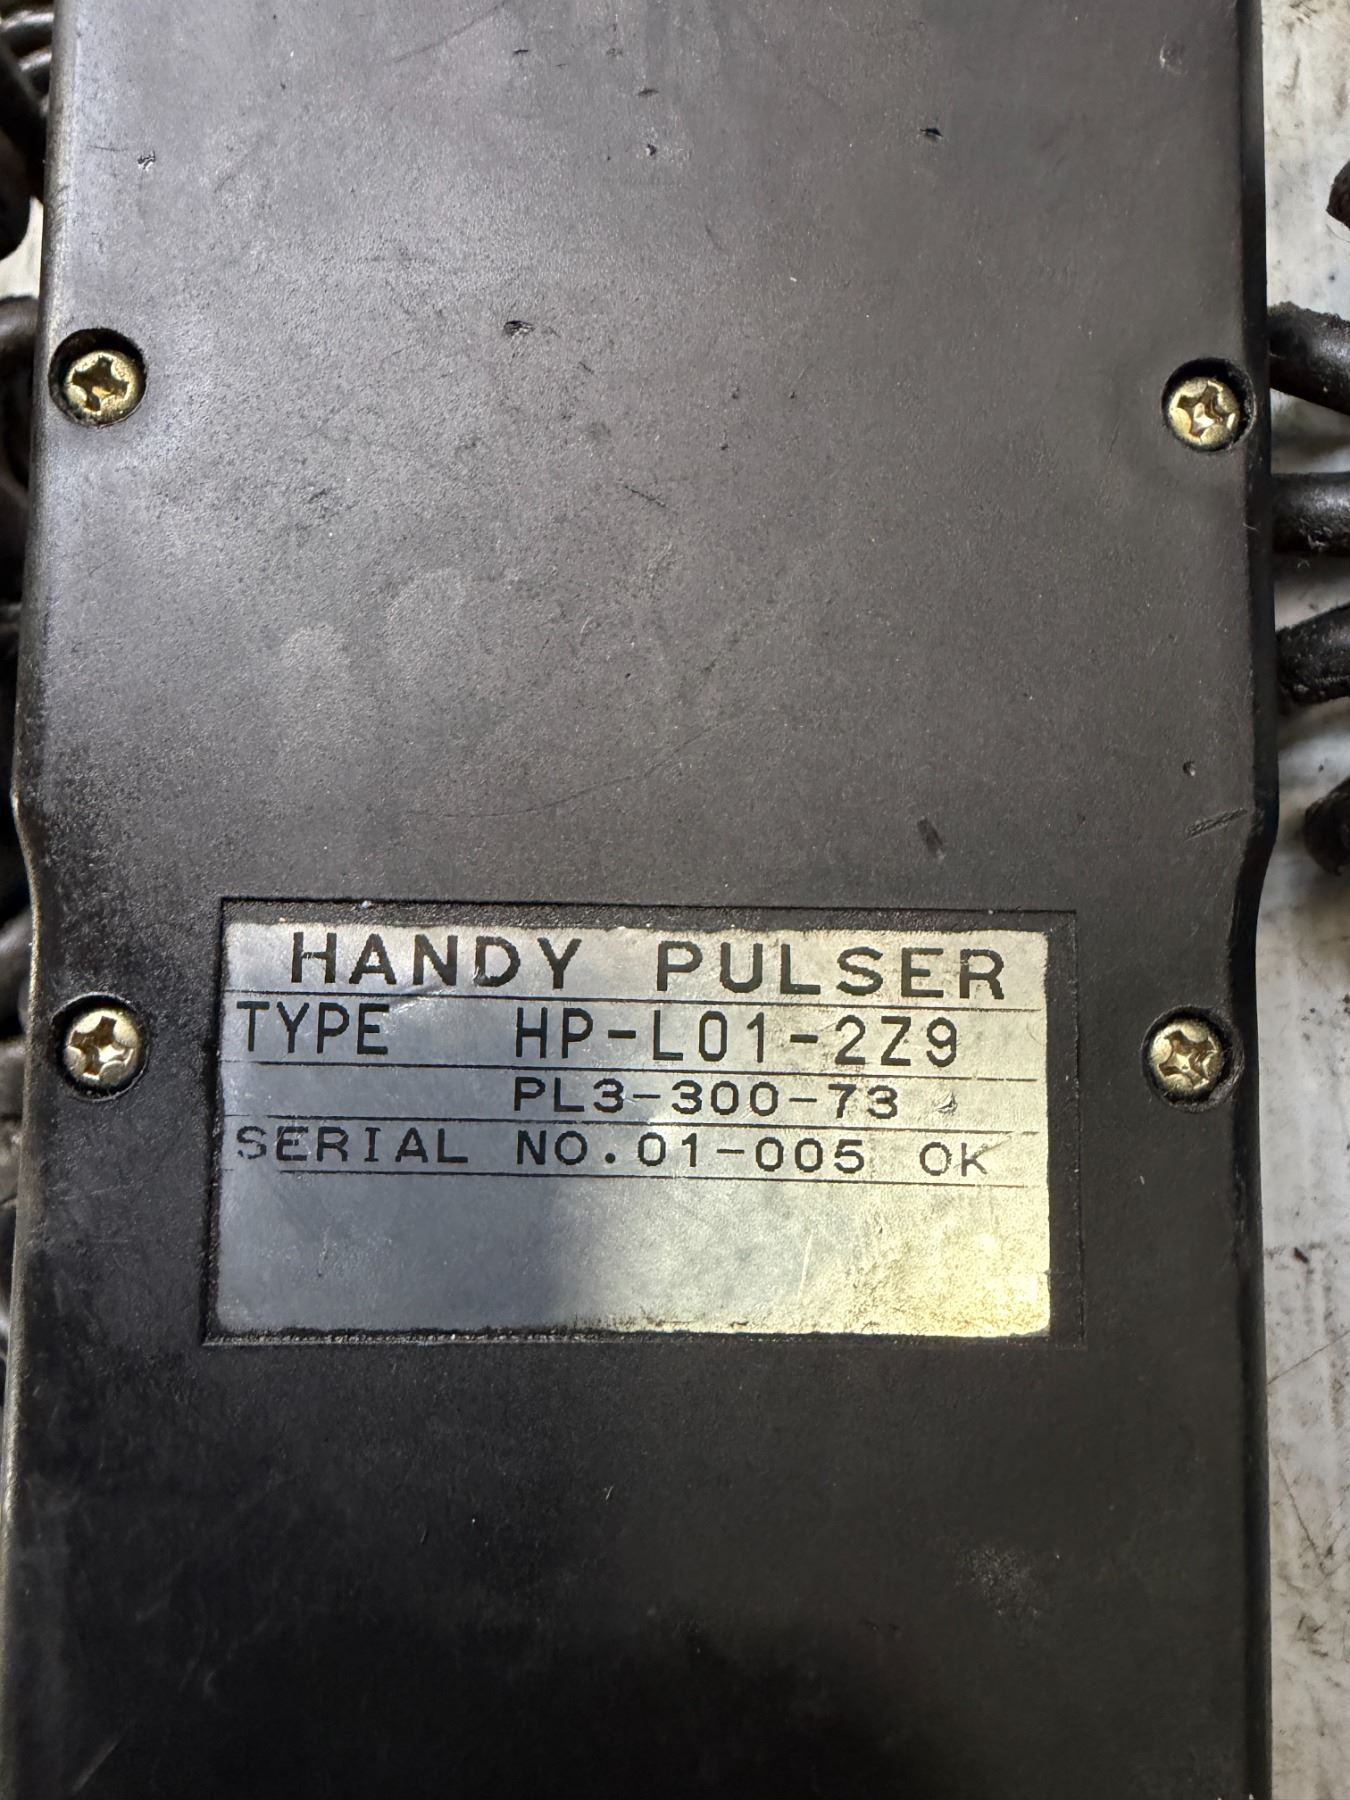 HANDY PULSER
TYPE HP-L01-2Z9
PL3-300-73
SERIAL NO.01-005 OK